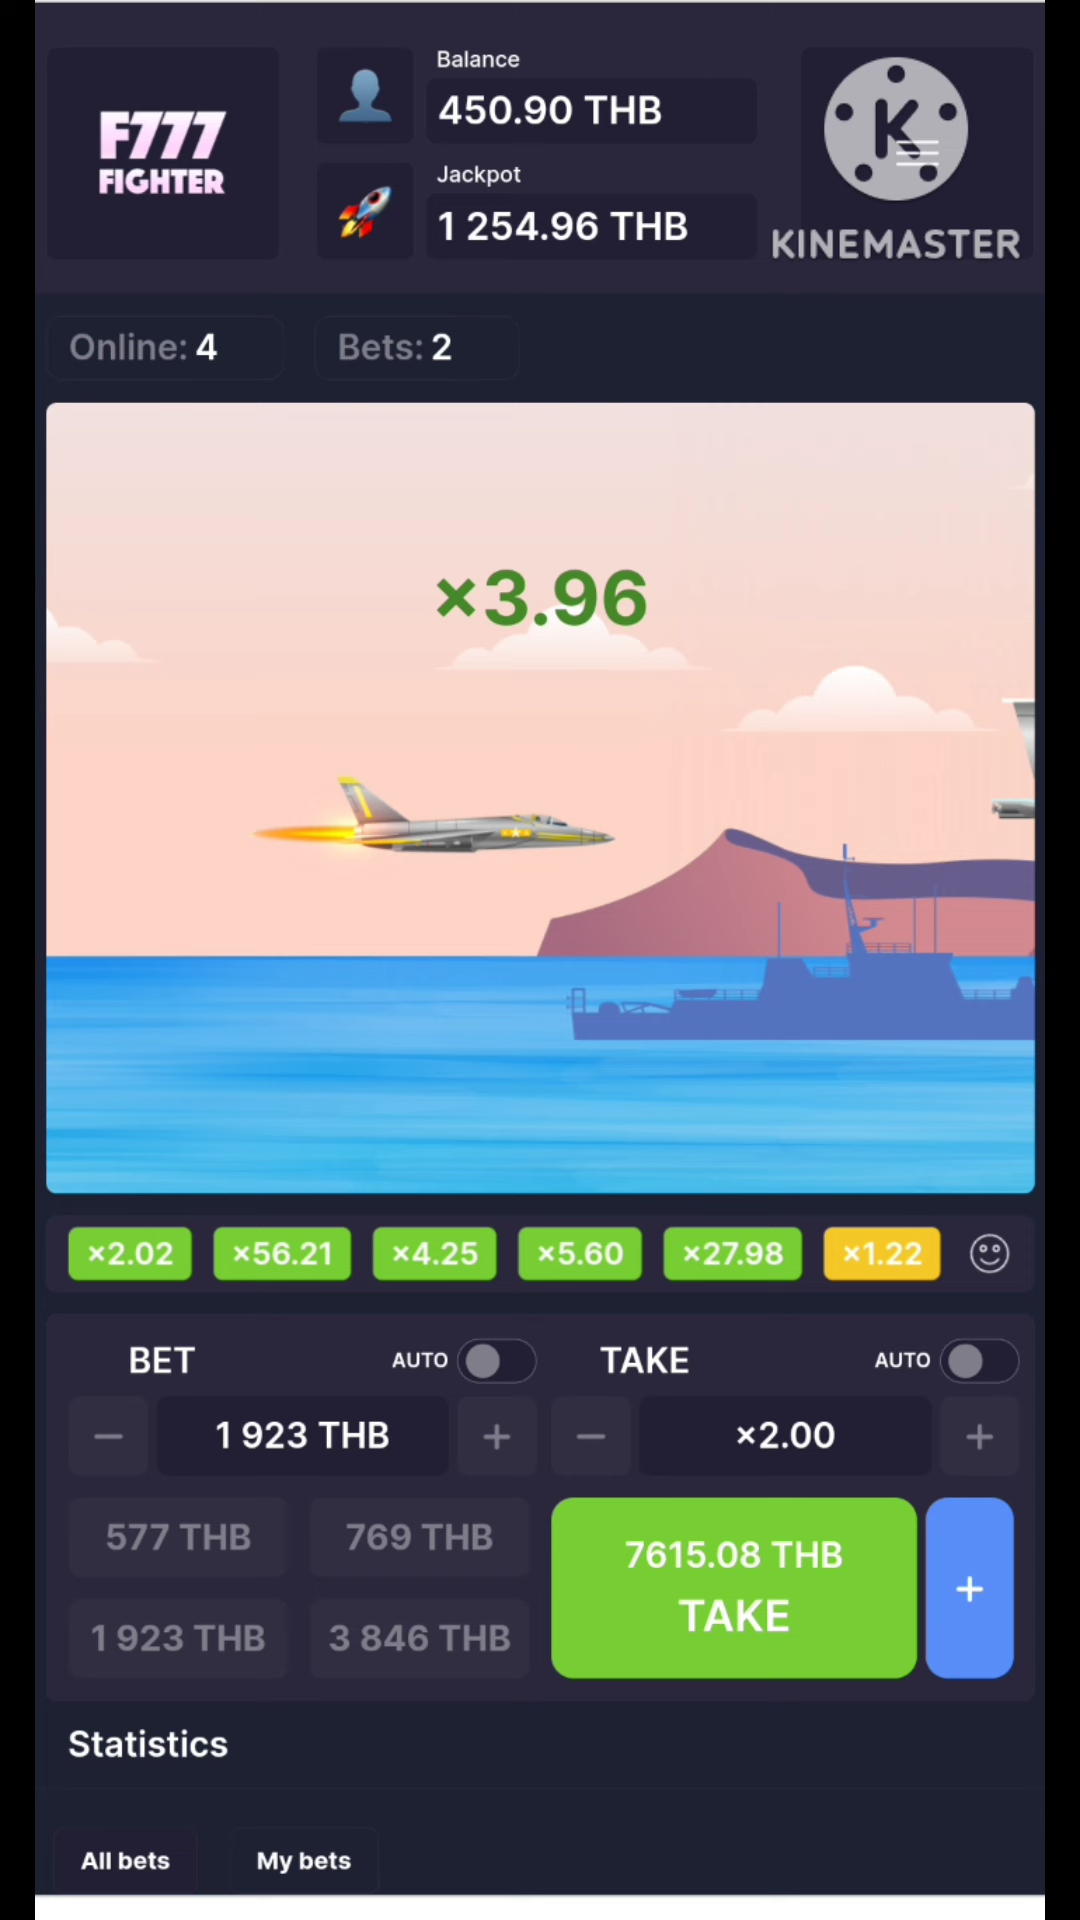 F777
FIGHTER
Balance
450.90 THB
Jackpot
1 254.96 THB
K
KINEMASTER
Online: 4
Bets: 2
×3.96
×2.02
×56.21
×4.25
×5.60
×27.98
×1.22
BET
AUTO
TAKE
AUTO
1 923 THB
×2.00
577 THB
769 THB
1 923 THB
3 846 THB
7615.08 THB
TAKE
Statistics
All bets
My bets